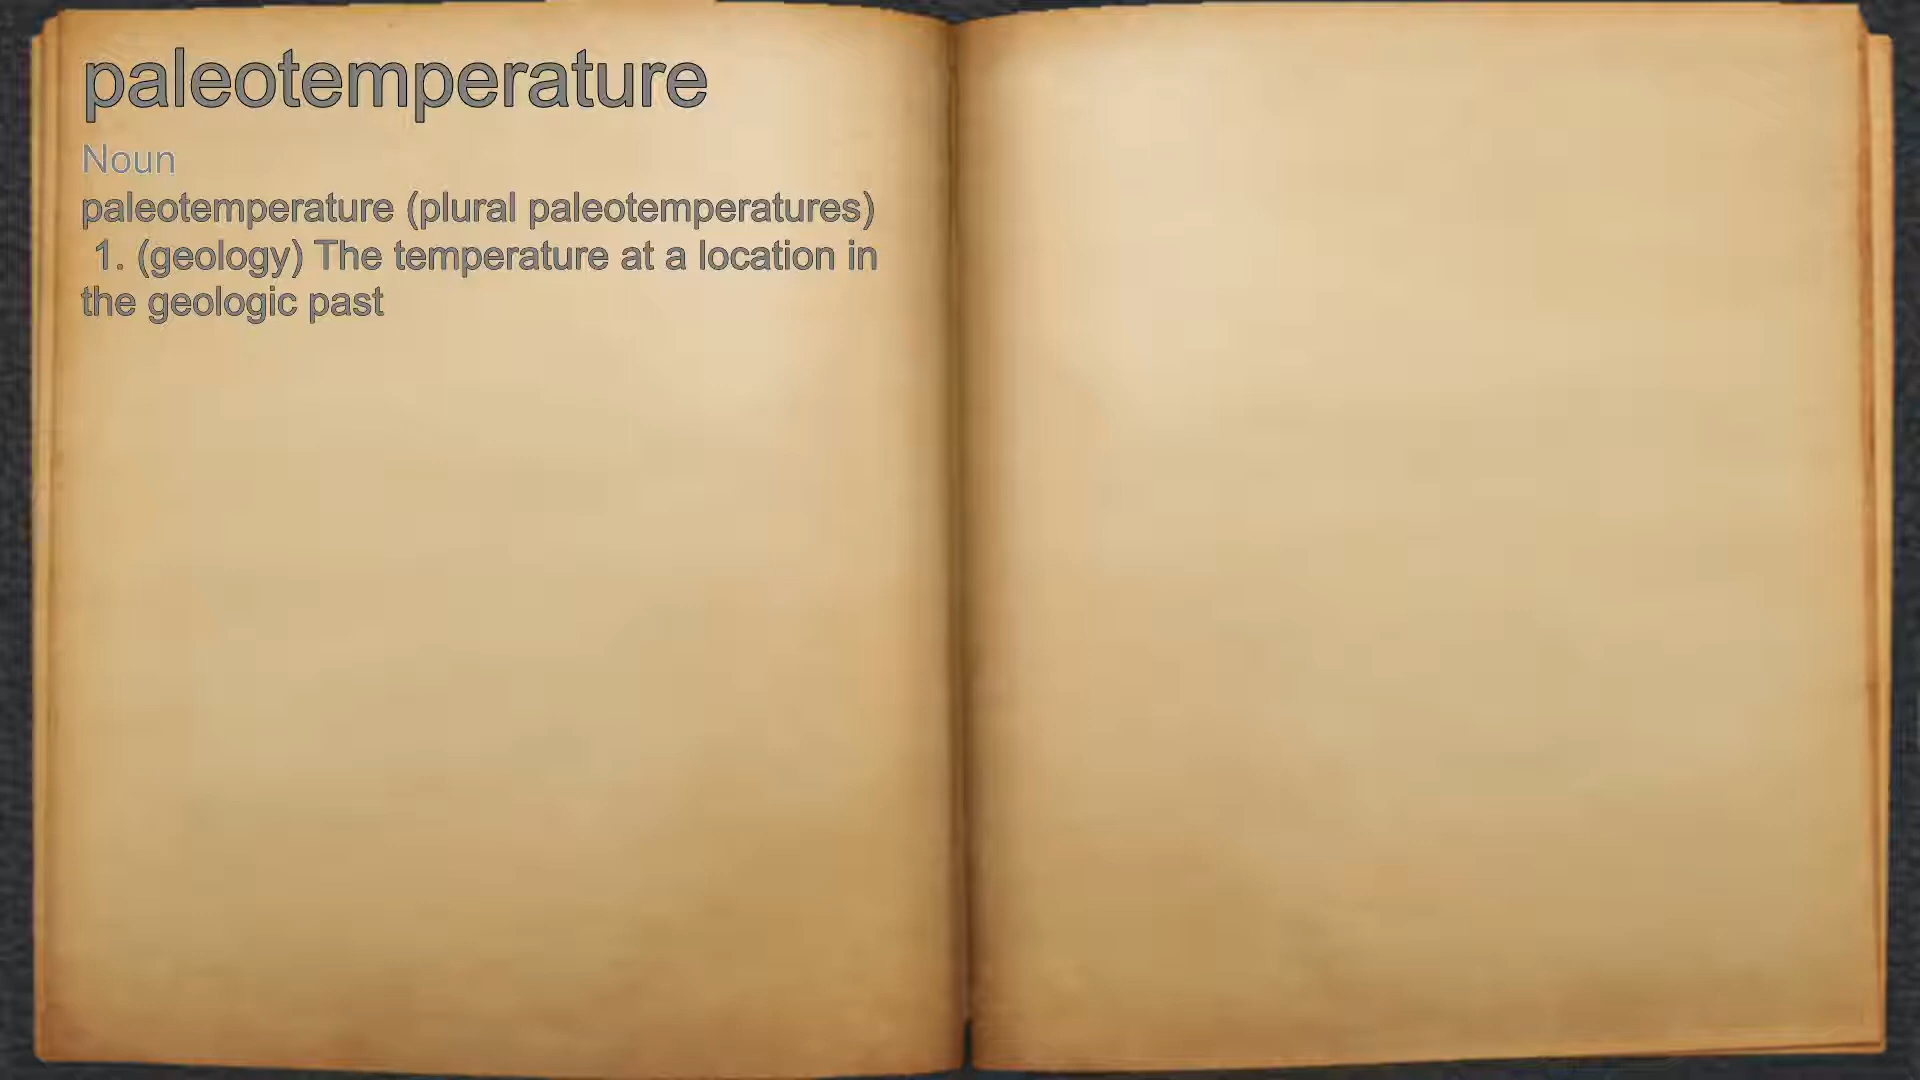 paleotemperature
Noun
paleotemperature (plural paleotemperatures)
1. (geology) The temperature at a location in
the geologic past